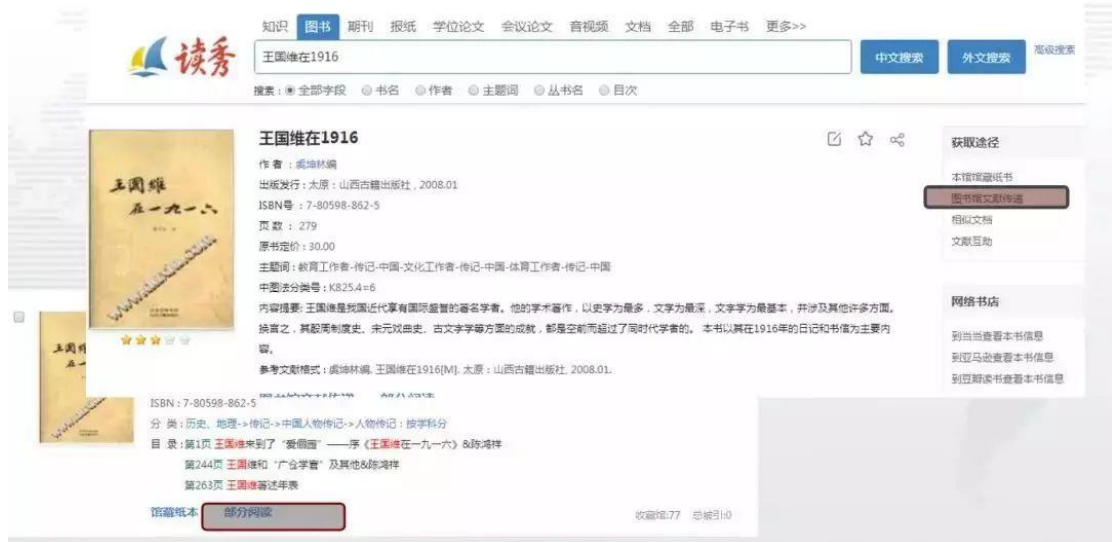 知识 图书 期刊 报纸 学位论文 会议论文 音视频 文档 全部 电子书 更多>>
读秀
王国维在1916
中文搜索 外文搜索 高级搜索
搜索：全部字段 书名 作者 主题词 丛书名 目次
王国维
在一九一六
王国维在1916
作者：虞坤林编
出版发行：太原：山西古籍出版社，2008.01
ISBN号：7-80598-862-5
页数：279
原书定价：30.00
主题词：教育工作者-传记-中国-文化工作者-传记-中国-体育工作者-传记-中国
中图法分类号：K825.4=6
内容提要：王国维是我国近代享有国际盛誉的著名学者。他的学术著作，以史学为最多，文字为最深，文字学为最基本，并涉及其他许多方面。
换言之，其殷周制度史、宋元戏曲史、古文字学等方面的成就，都是空前而超过了同时代学者的。 本书以其在1916年的日记和书信为主要内
容。
参考文献格式：虞坤林编. 王国维在1916[M]. 太原：山西古籍出版社, 2008.01.
图书馆文献传递 部分阅读
获取途径
本馆馆藏纸书
图书馆文献传递
相似文档
文献互助
网络书店
到当当查看本书信息
到亚马逊查看本书信息
到豆瓣读书查看本书信息
ISBN：7-80598-862-5
分 类：历史、地理->传记->中国人物传记->人物传记：按学科分
目 录：第1页 王国维来到了“爱俪园”——序《王国维在一九一六》&陈鸿祥
第244页 王国维和“广仓学窘”及其他&陈鸿祥
第263页 王国维著述年表
馆藏纸本 部分阅读
收藏馆:77 总被引:0